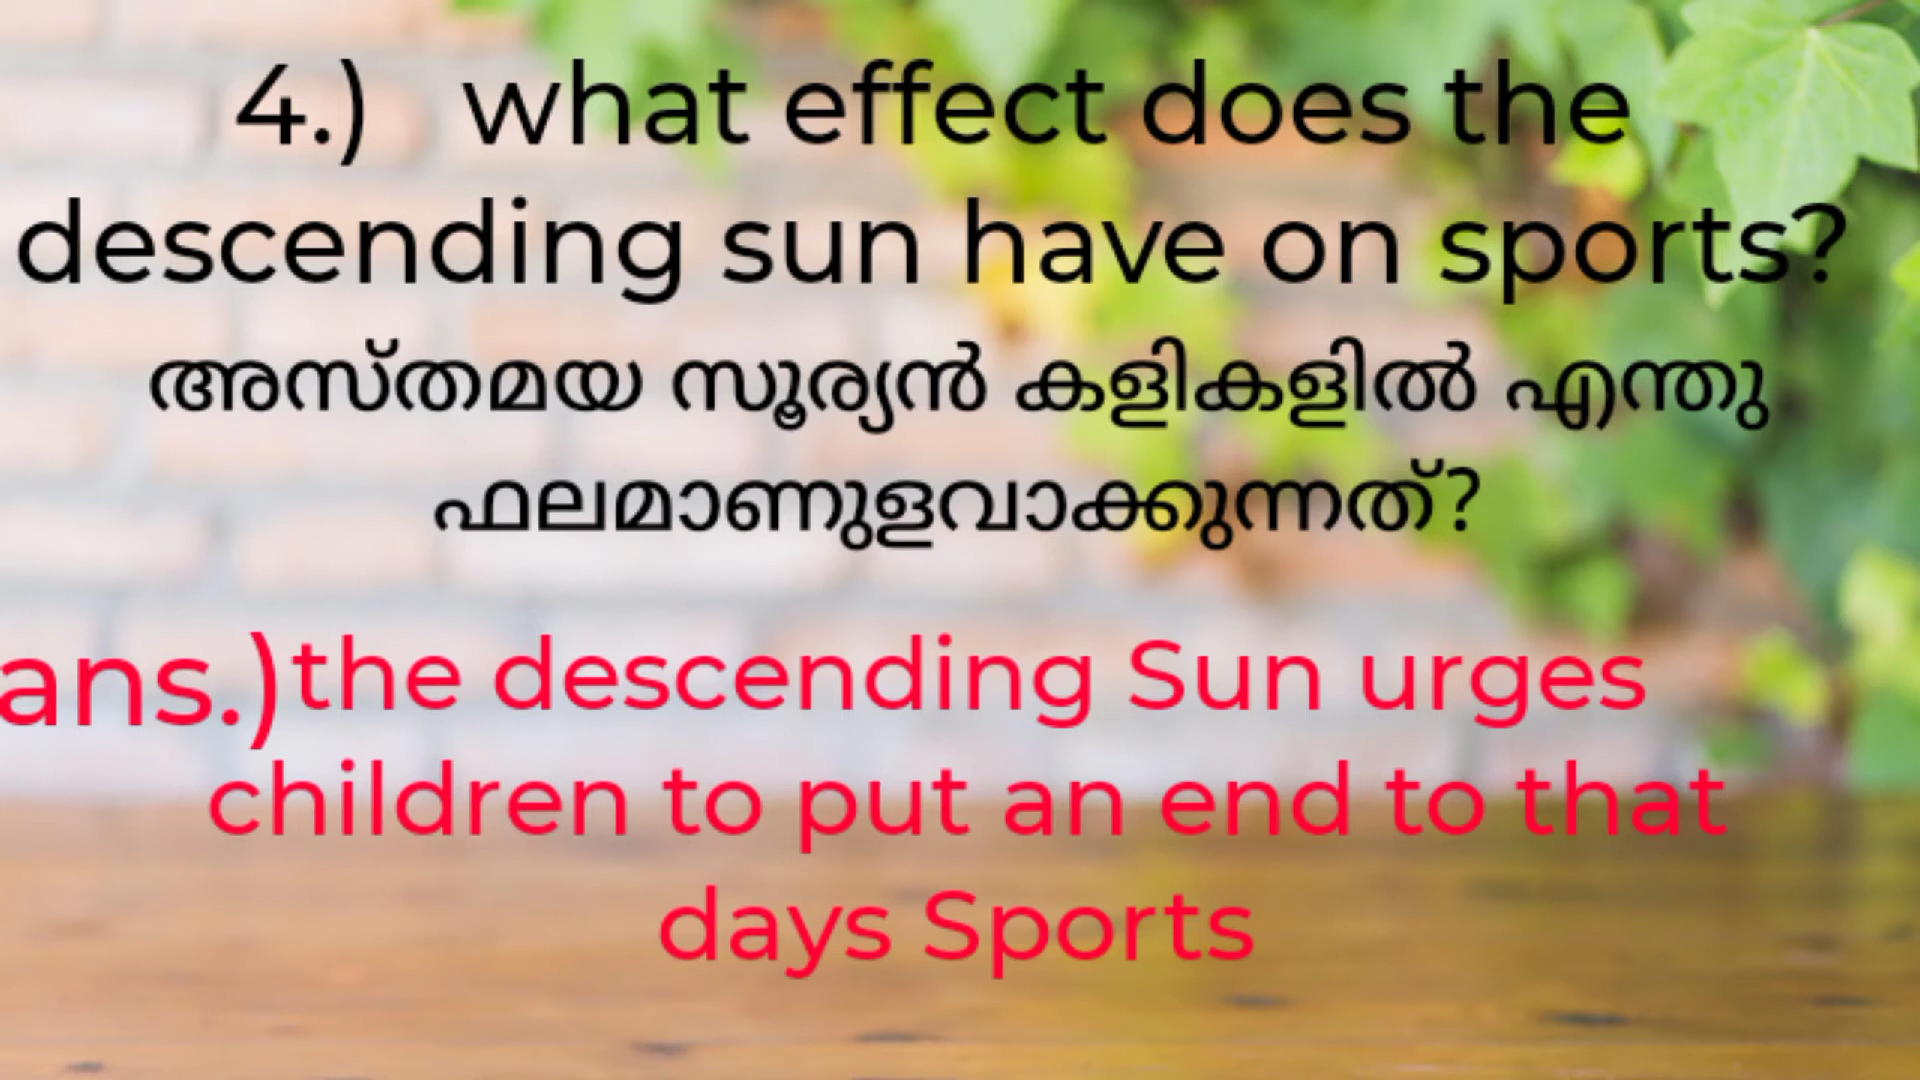 4.) what effect does the
descending sun have on sports?
അസ്തമയ സൂര്യൻ കളികളിൽ എന്തു
ഫലമാണുളവാക്കുന്നത്?
ans.)the descending Sun urges
children to put an end to that
days Sports